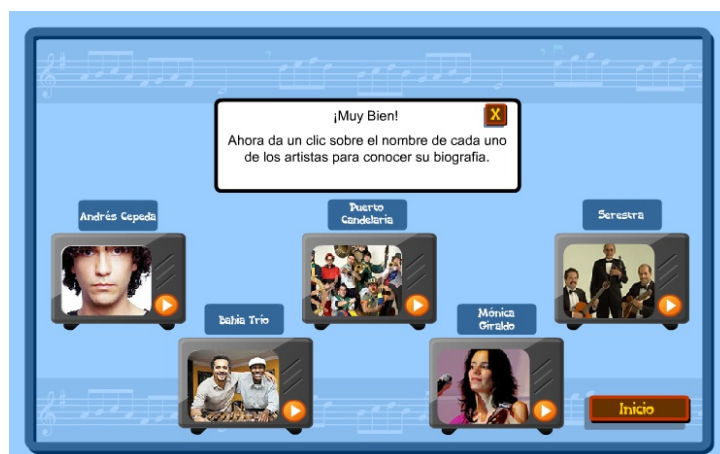 ¡Muy Bien!
X
Ahora da un clic sobre el nombre de cada uno
de los artistas para conocer su biografía.
Andrés Cepeda
Puerto
Candelaria
Serestra
Bahía Trío
Mónica
Giraldo
Inicio